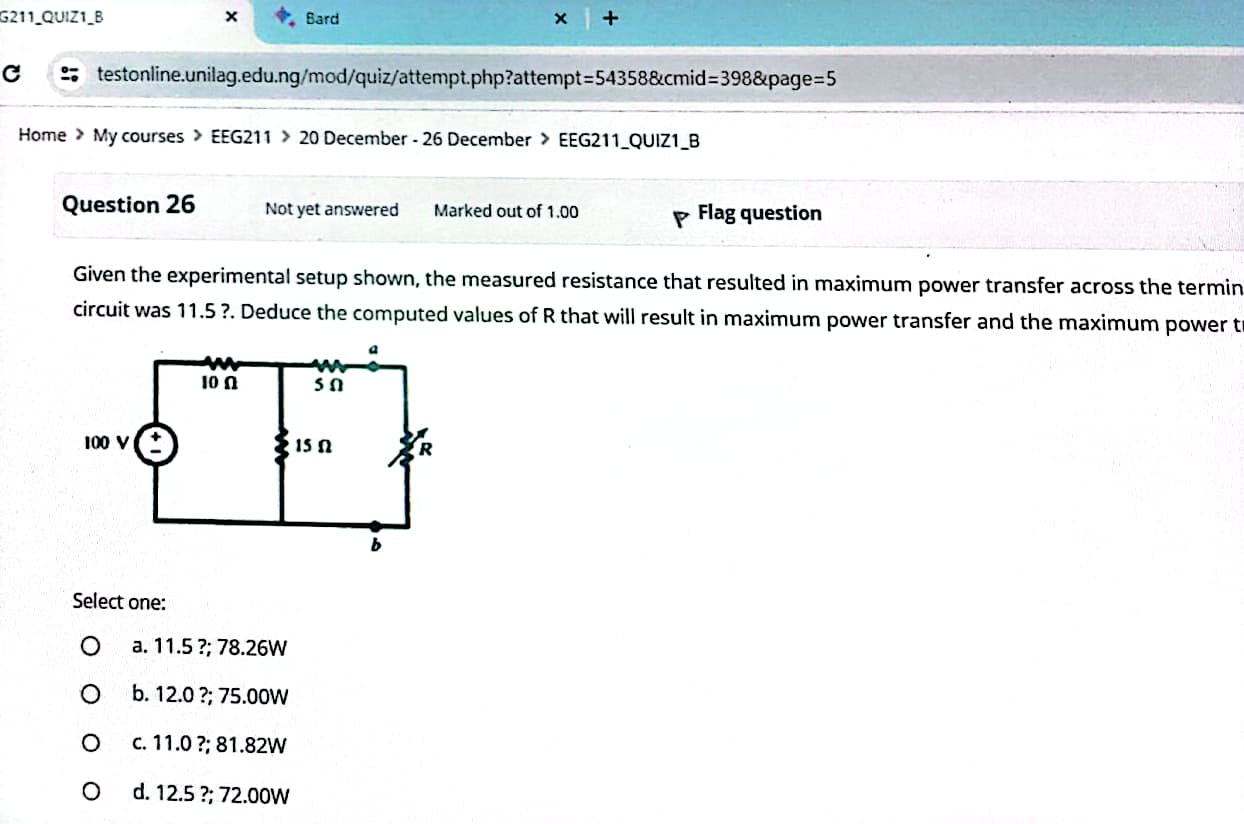 G211_QUIZ1_B × Bard × +
testonline.unilag.edu.ng/mod/quiz/attempt.php?attempt=54358&cmid=398&page=5
Home > My courses > EEG211 > 20 December - 26 December > EEG211_QUIZ1_B
Question 26 Not yet answered Marked out of 1.00 Flag question
Given the experimental setup shown, the measured resistance that resulted in maximum power transfer across the termin
circuit was 11.5 ?. Deduce the computed values of R that will result in maximum power transfer and the maximum power t
a
10 Ω 5 Ω
100 V + - 15 Ω R
b
Select one:
a. 11.5 ?; 78.26W
b. 12.0 ?; 75.00W
c. 11.0 ?; 81.82W
d. 12.5 ?; 72.00W